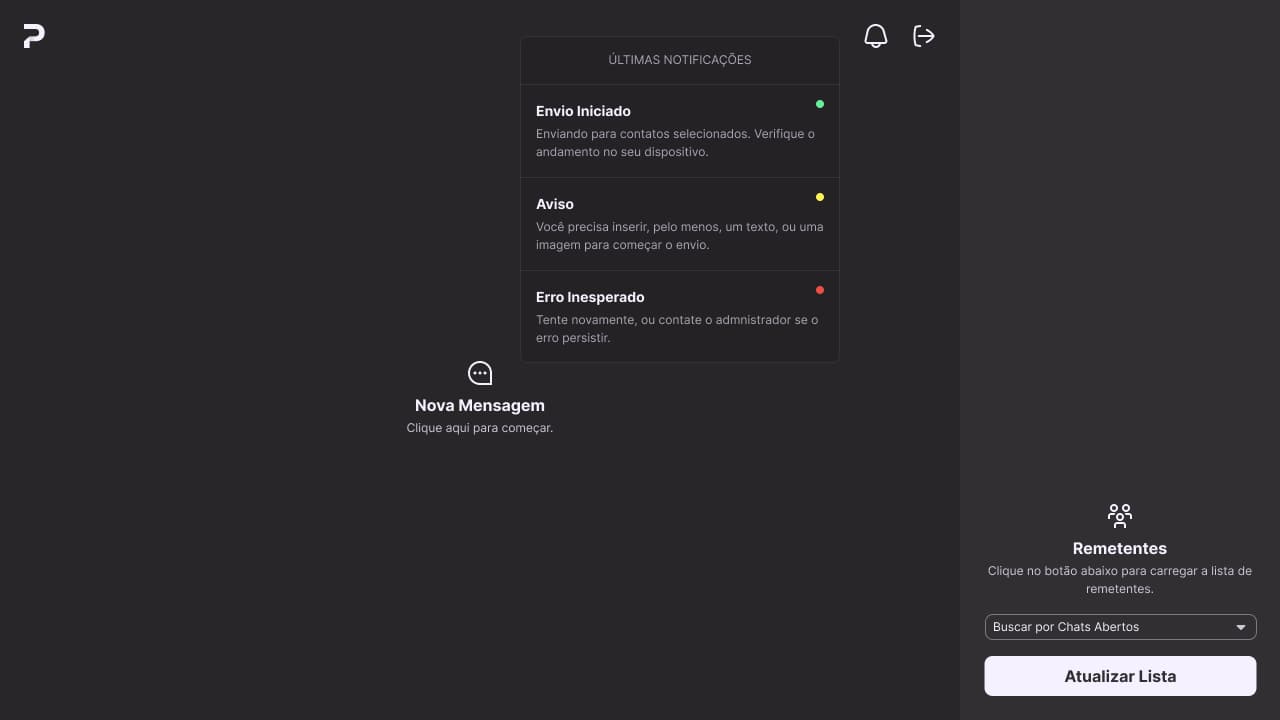 ÚLTIMAS NOTIFICAÇÕES
Envio Iniciado
Enviando para contatos selecionados. Verifique o
andamento no seu dispositivo.
Aviso
Você precisa inserir, pelo menos, um texto, ou uma
imagem para começar o envio.
Erro Inesperado
Tente novamente, ou contate o admnistrador se o
erro persistir.
Nova Mensagem
Clique aqui para começar.
Remetentes
Clique no botão abaixo para carregar a lista de
remetentes.
Buscar por Chats Abertos
Atualizar Lista